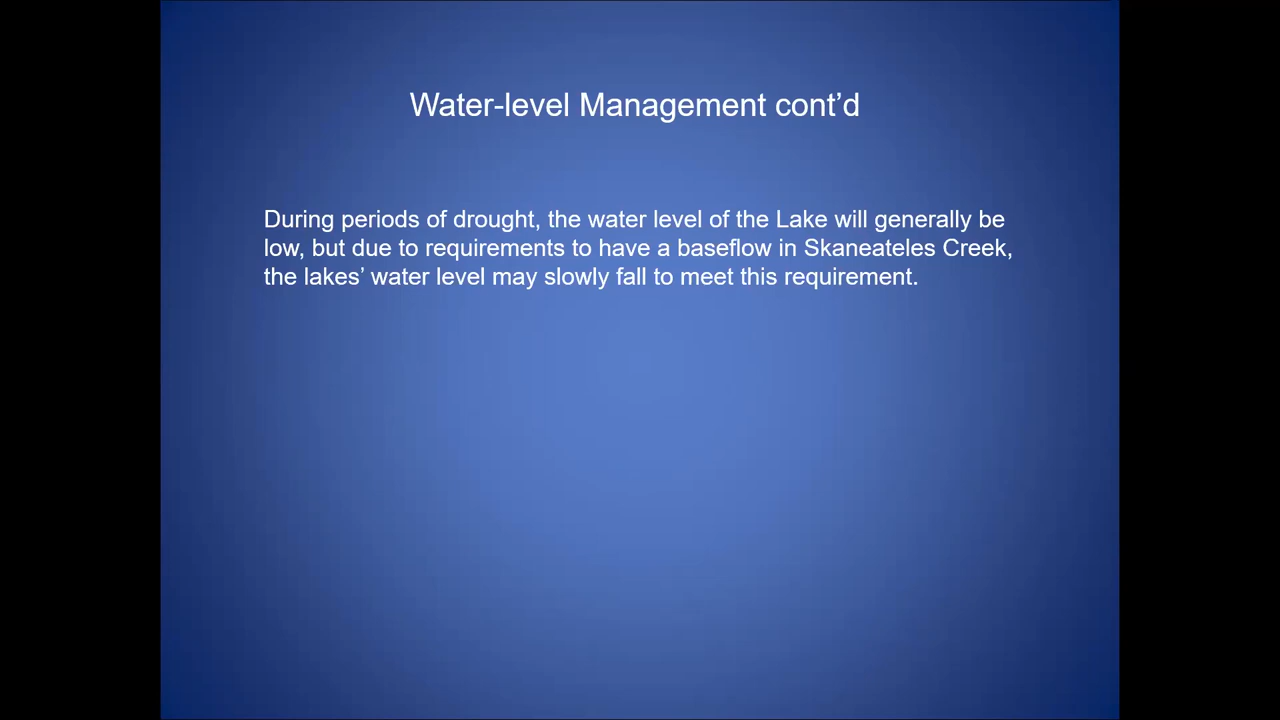 Water-level Management cont’d
During periods of drought, the water level of the Lake will generally be
low, but due to requirements to have a baseflow in Skaneateles Creek,
the lakes’ water level may slowly fall to meet this requirement.